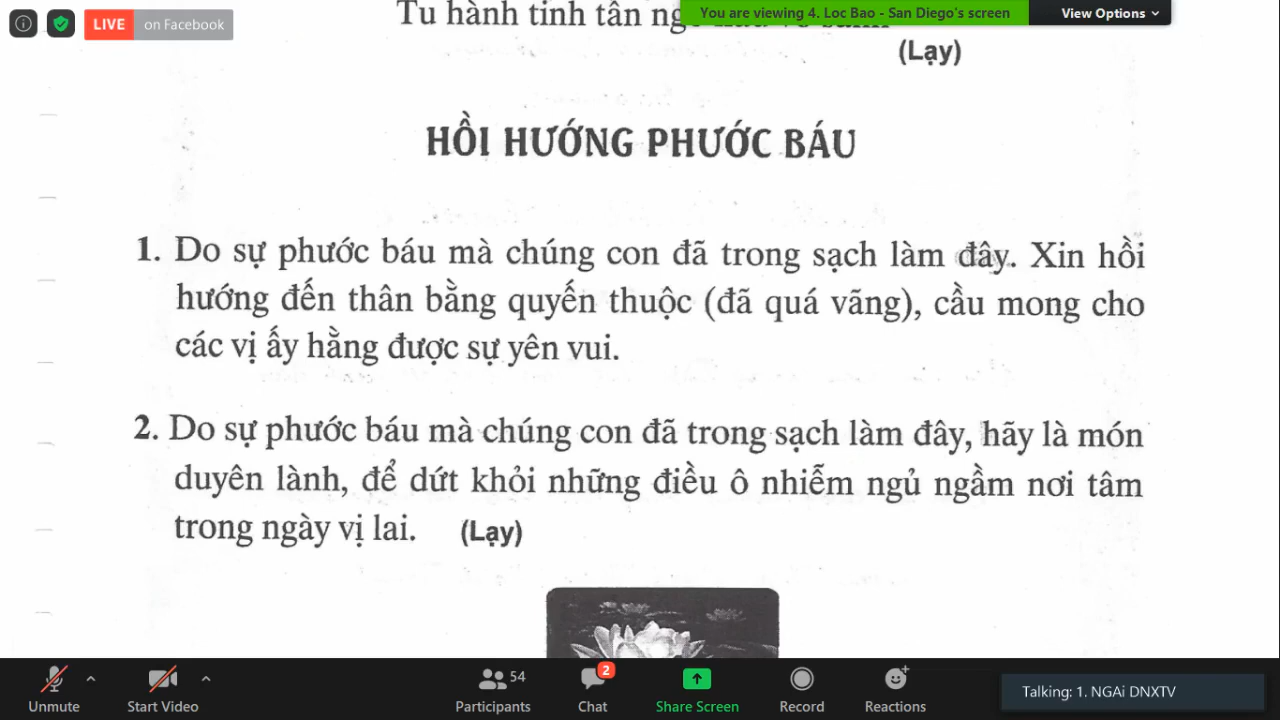 LIVE on Facebook
You are viewing 4. Loc Bao - San Diego's screen
View Options
Tu hành tinh tấn
(Lạy)
HỒI HƯỚNG PHƯỚC BÁU
1. Do sự phước báu mà chúng con đã trong sạch làm đây. Xin hồi
hướng đến thân bằng quyến thuộc (đã quá vãng), cầu mong cho
các vị ấy hằng được sự yên vui.
2. Do sự phước báu mà chúng con đã trong sạch làm đây, hãy là món
duyên lành, để dứt khỏi những điều ô nhiễm ngủ ngầm nơi tâm
trong ngày vị lai. (Lạy)
Unmute
Start Video
54
Participants
2
Chat
Share Screen
Record
Reactions
Talking: 1. NGAi DNXTV